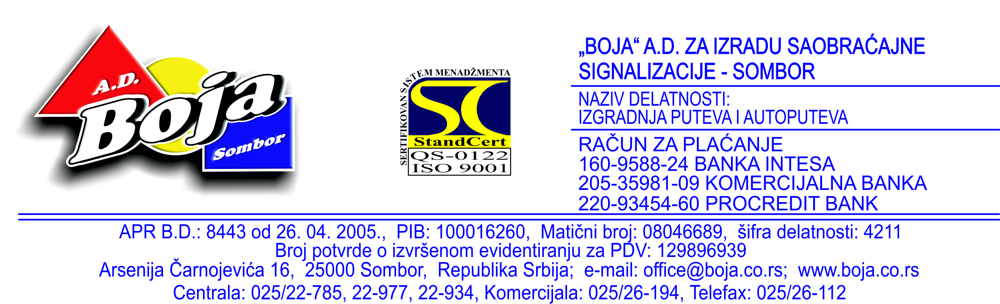 A.D.
Boja
Sombor
SERTIFIKOVAN SISTEM MENADŽMENTA
SC
StandCert
QS-0122
ISO 9001
„BOJA“ A.D. ZA IZRADU SAOBRAĆAJNE
SIGNALIZACIJE - SOMBOR
NAZIV DELATNOSTI:
IZGRADNJA PUTEVA I AUTOPUTEVA
RAČUN ZA PLAĆANJE
160-9588-24 BANKA INTESA
205-35981-09 KOMERCIJALNA BANKA
220-93454-60 PROCREDIT BANK
APR B.D.: 8443 od 26. 04. 2005., PIB: 100016260, Matični broj: 08046689, šifra delatnosti: 4211
Broj potvrde o izvršenom evidentiranju za PDV: 129896939
Arsenija Čarnojevića 16, 25000 Sombor, Republika Srbija; e-mail: office@boja.co.rs; www.boja.co.rs
Centrala: 025/22-785, 22-977, 22-934, Komercijala: 025/26-194, Telefax: 025/26-112